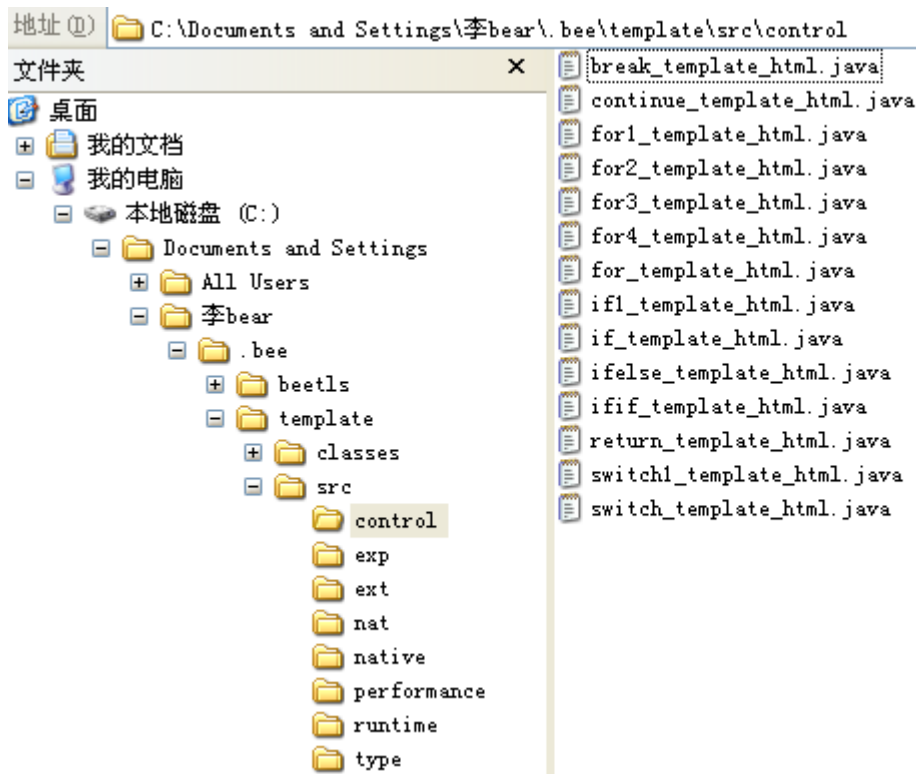 地址(D) C:\Documents and Settings\李bear\.bee\template\src\control
文件夹
桌面
我的文档
我的电脑
本地磁盘 (C:)
Documents and Settings
All Users
李bear
.bee
beetls
template
classes
src
control
exp
ext
nat
native
performance
runtime
type
break_template_html.java
continue_template_html.java
for1_template_html.java
for2_template_html.java
for3_template_html.java
for4_template_html.java
for_template_html.java
if1_template_html.java
if_template_html.java
ifelse_template_html.java
ifif_template_html.java
return_template_html.java
switch1_template_html.java
switch_template_html.java